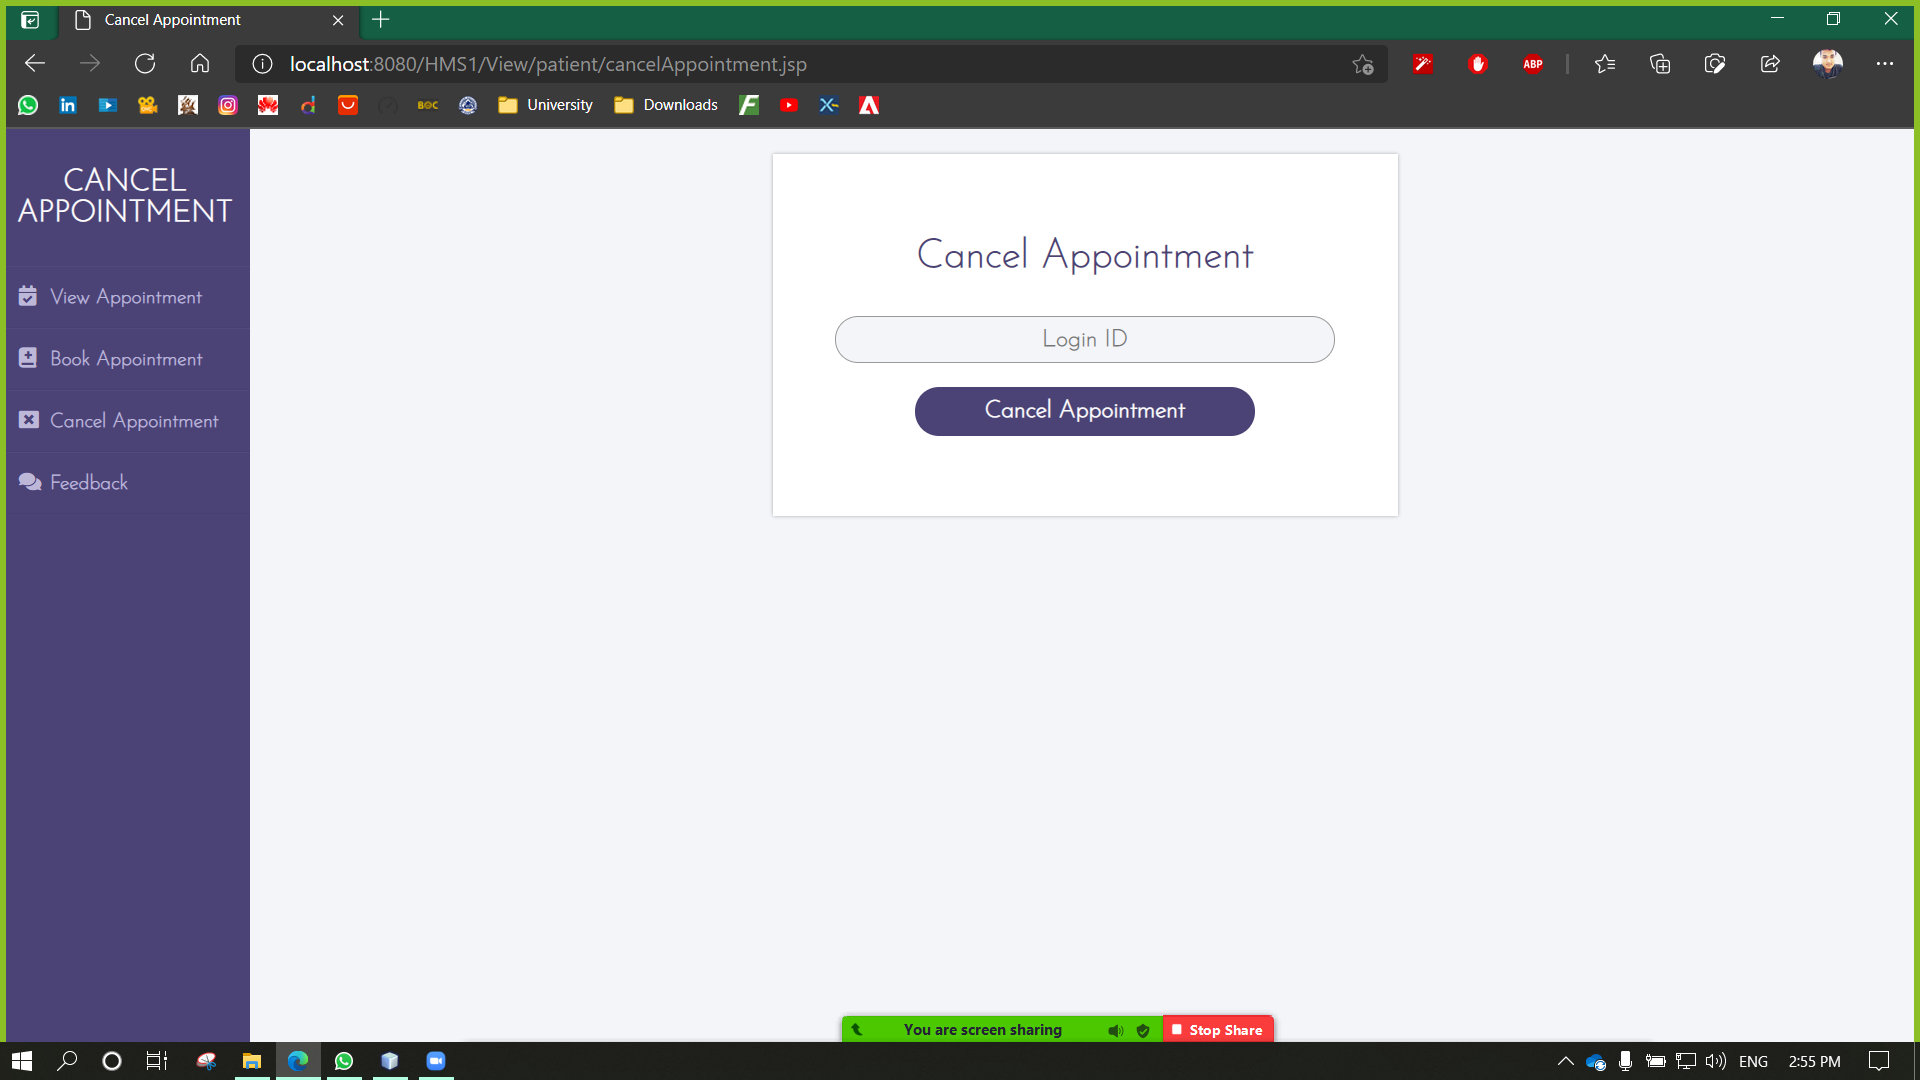 Cancel Appointment
localhost:8080/HMS1/View/patient/cancelAppointment.jsp
ABP
BOC
University
Downloads
CANCEL
APPOINTMENT
View Appointment
Book Appointment
Cancel Appointment
Feedback
Cancel Appointment
Login ID
Cancel Appointment
You are screen sharing
Stop Share
ENG
2:55 PM